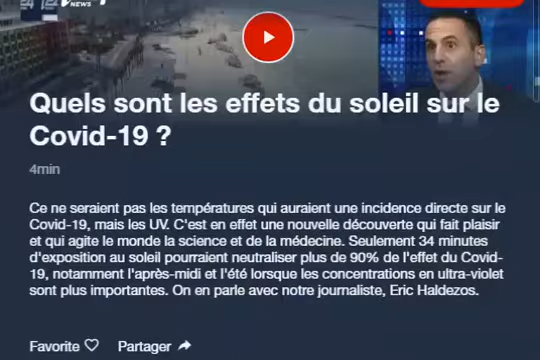 NEWS
Quels sont les effets du soleil sur le
Covid-19 ?
4min
Ce ne seraient pas les températures qui auraient une incidence directe sur le
Covid-19, mais les UV. C'est en effet une nouvelle découverte qui fait plaisir
et qui agite le monde la science et de la médecine. Seulement 34 minutes
d'exposition au soleil pourraient neutraliser plus de 90% de l'effet du Covid-
19, notamment l'après-midi et l'été lorsque les concentrations en ultra-violet
sont plus importantes. On en parle avec notre journaliste, Eric Haldezos.
Favorite
Partager